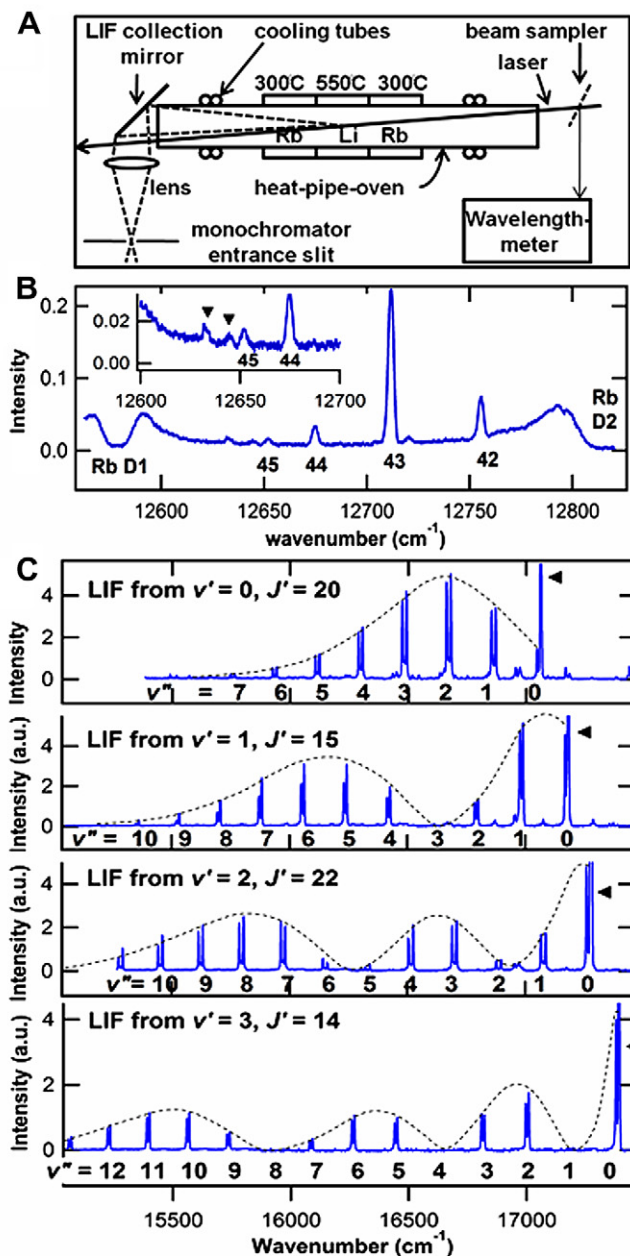 A
LIF collection
mirror
cooling tubes
beam sampler
laser
300°C 550°C 300°C
Rb Li Rb
lens
heat-pipe-oven
monochromator
entrance slit
Wavelength-
meter
B
0.2
0.1
0.0
Intensity
0.02
0.00
45 44
12600 12650 12700
Rb D1
45 44 43 42
Rb
D2
12600 12650 12700 12750 12800
wavenumber (cm-1)
C
LIF from v' = 0, J' = 20
Intensity
4
2
0
v" = 7 6 5 4 3 2 1 0
LIF from v' = 1, J' = 15
Intensity (a.u.)
4
2
0
v" = 10 9 8 7 6 5 4 3 2 1 0
LIF from v' = 2, J' = 22
Intensity (a.u.)
4
2
0
v" = 10 9 8 7 6 5 4 3 2 1 0
LIF from v' = 3, J' = 14
Intensity (a.u.)
4
2
0
v" = 12 11 10 9 8 7 6 5 4 3 2 1 0
15500 16000 16500 17000
Wavenumber (cm-1)